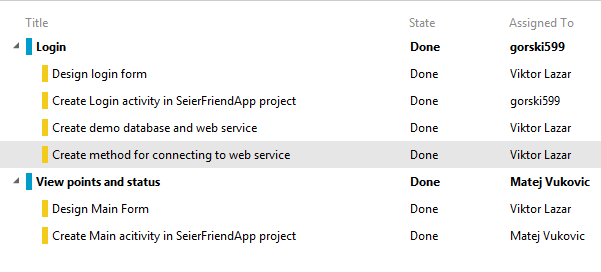 Title State Assigned To
Login Done gorski599
Design login form Done Viktor Lazar
Create Login activity in SeierFriendApp project Done gorski599
Create demo database and web service Done Viktor Lazar
Create method for connecting to web service Done Viktor Lazar
View points and status Done Matej Vukovic
Design Main Form Done Viktor Lazar
Create Main acitivity in SeierFriendApp project Done Matej Vukovic